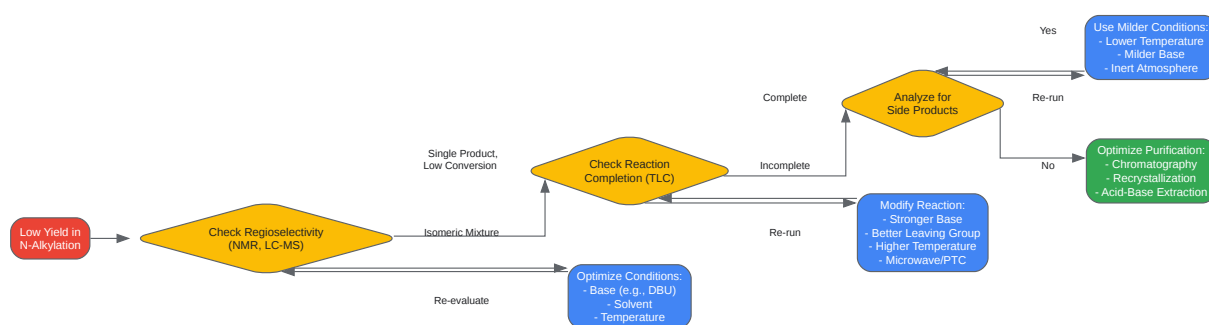 Low Yield in
N-Alkylation
Check Regioselectivity
(NMR, LC-MS)
Single Product,
Low Conversion
Isomeric Mixture
Re-evaluate
Optimize Conditions:
- Base (e.g., DBU)
- Solvent
- Temperature
Check Reaction
Completion (TLC)
Complete
Incomplete
Re-run
Modify Reaction:
- Stronger Base
- Better Leaving Group
- Higher Temperature
- Microwave/PTC
Analyze for
Side Products
Yes
Re-run
No
Use Milder Conditions:
- Lower Temperature
- Milder Base
- Inert Atmosphere
Optimize Purification:
- Chromatography
- Recrystallization
- Acid-Base Extraction